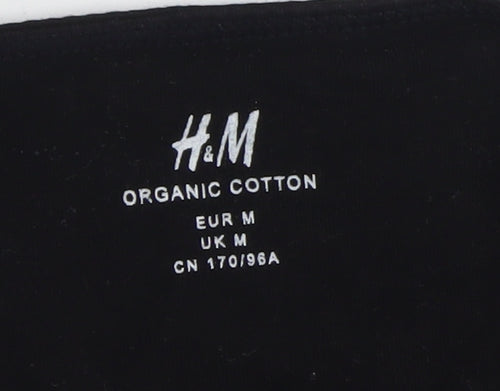 H&M
ORGANIC COTTON
EUR M
UK M
CN 170/96A